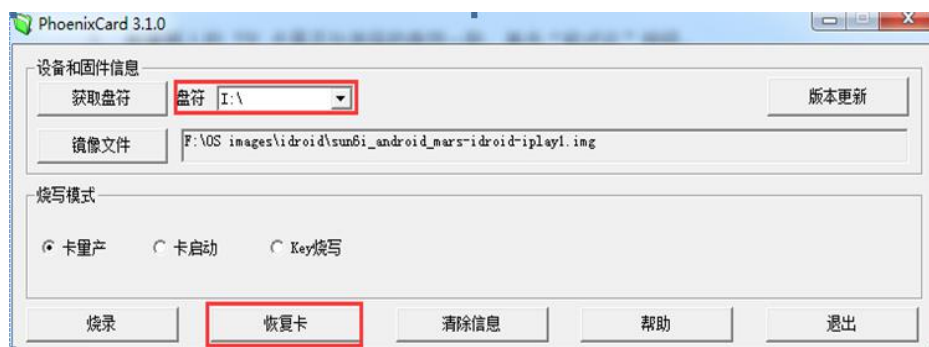 PhoenixCard 3.1.0
设备和固件信息
获取盘符 盘符 I:\ 版本更新
镜像文件 F:\OS images\idroid\sun6i_android_mars-idroid-iplay1.img
烧写模式
卡量产 卡启动 Key烧写
烧录 恢复卡 清除信息 帮助 退出